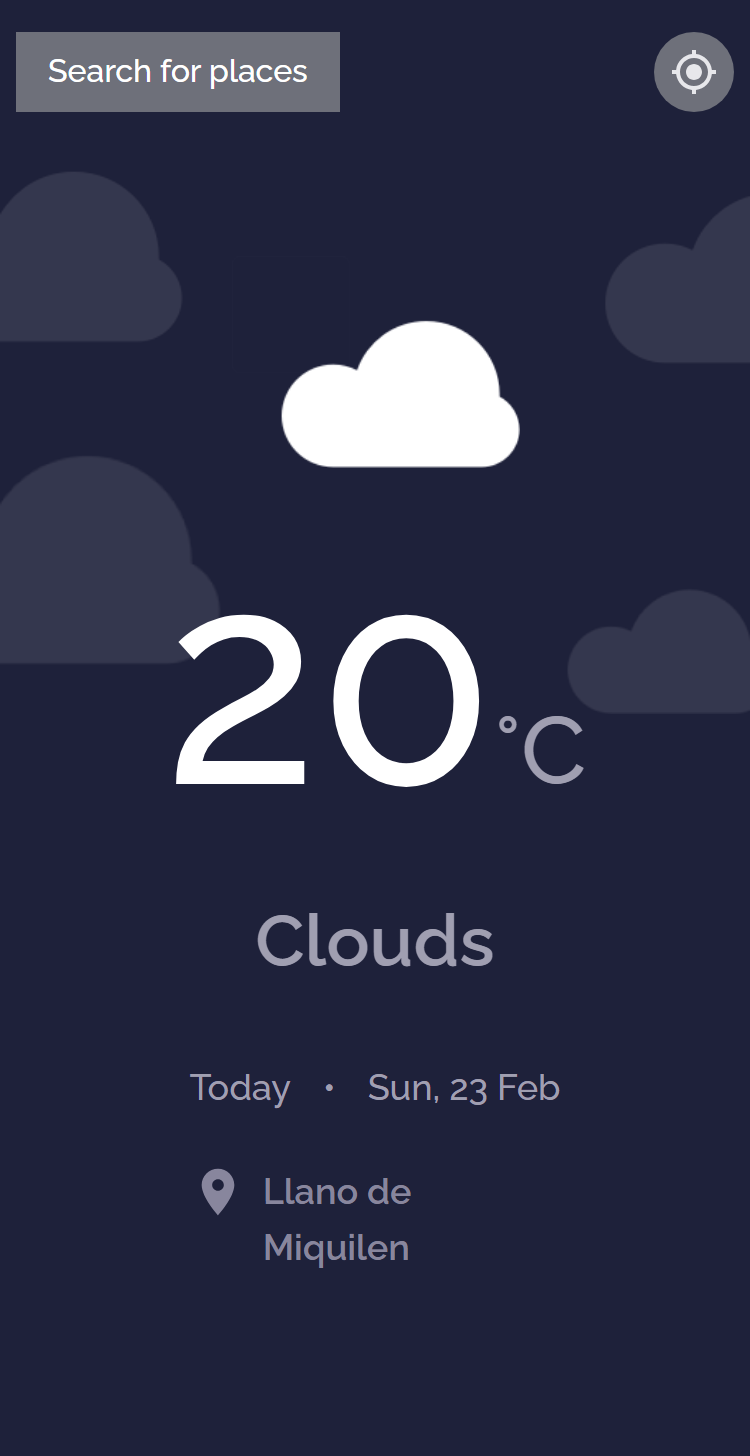 Search for places
20°C
Clouds
Today • Sun, 23 Feb
Llano de
Miquilen